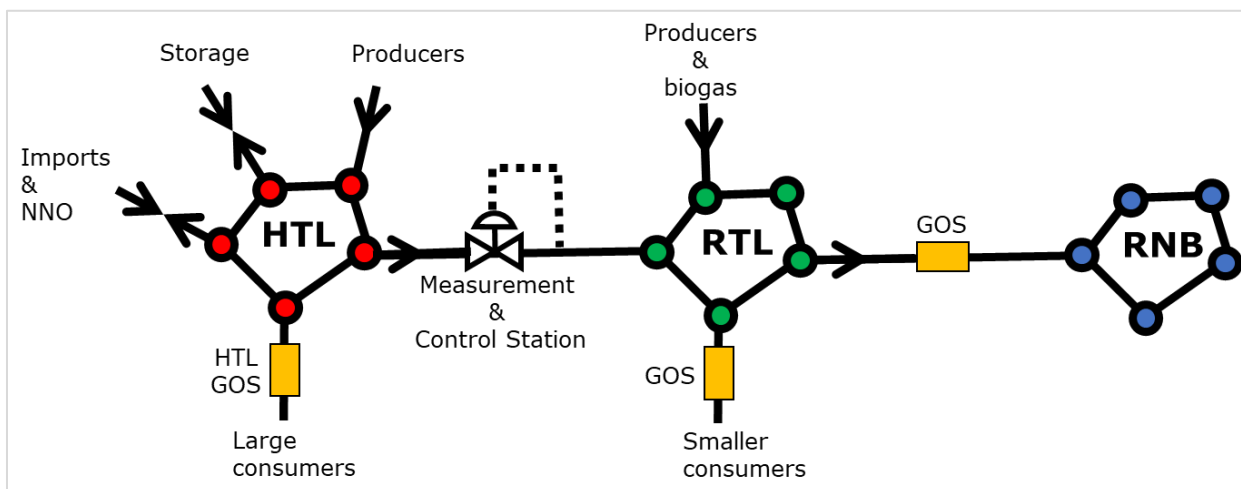 Storage
Producers
Producers
&
biogas
Imports
&
NNO
HTL
RTL
GOS
RNB
Measurement
&
Control Station
HTL
GOS
GOS
Large
consumers
Smaller
consumers